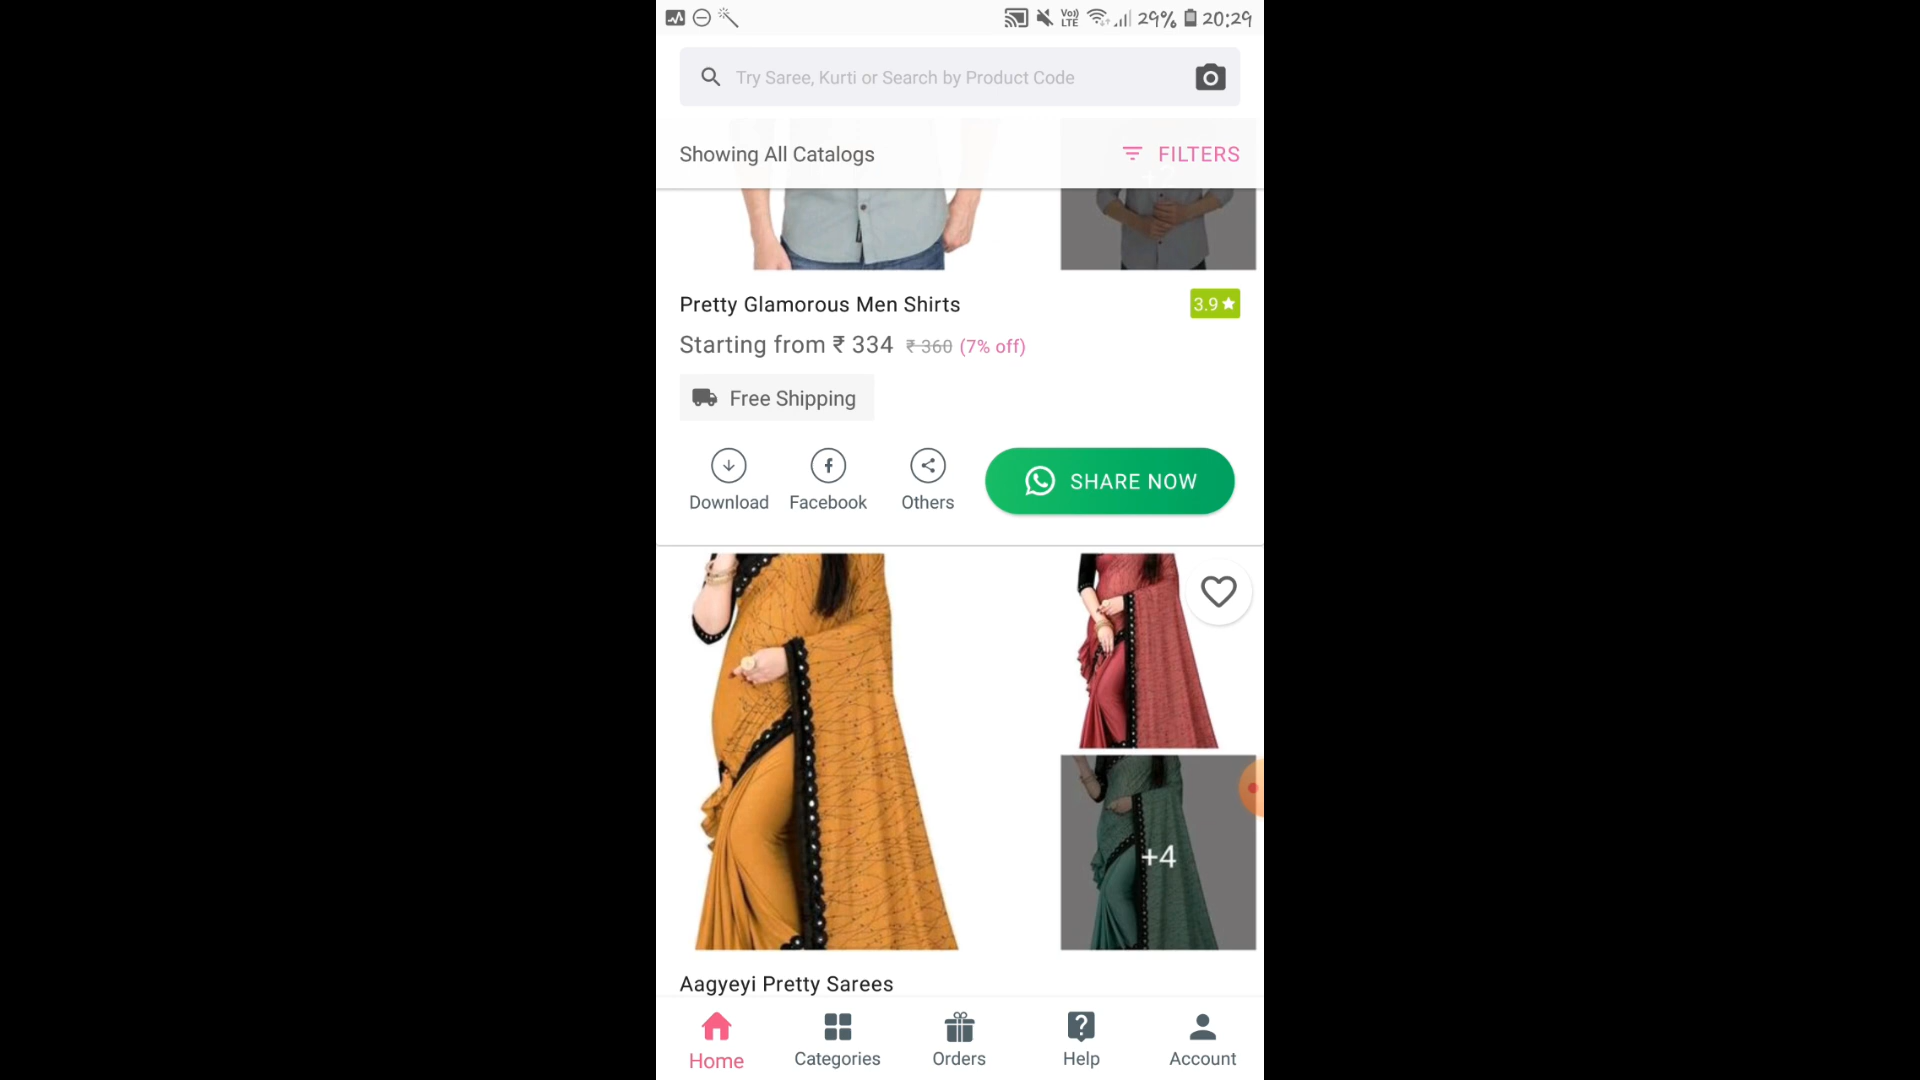 Vo)) LTE 29% 20:29
Try Saree, Kurti or Search by Product Code
Showing All Catalogs FILTERS
Pretty Glamorous Men Shirts 3.9
Starting from ₹ 334 ₹ 360 (7% off)
Free Shipping
Download Facebook Others SHARE NOW
+4
Aagyeyi Pretty Sarees
Home Categories Orders Help Account